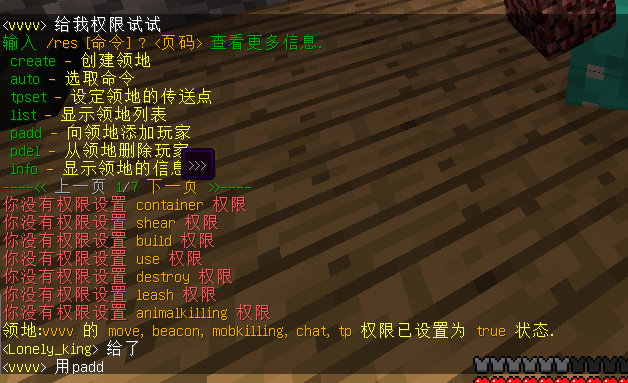 <vvvv> 给我权限试试
输入 /res [命令] ? <页码> 查看更多信息.
create - 创建领地
auto - 选取命令
tpset - 设定领地的传送点
list - 显示领地列表
padd - 向领地添加玩家
pdel - 从领地删除玩家
info - 显示领地的信息
>>>
----<< 上一页 1/7 下一页 >>----
你没有权限设置 container 权限
你没有权限设置 shear 权限
你没有权限设置 build 权限
你没有权限设置 use 权限
你没有权限设置 destroy 权限
你没有权限设置 leash 权限
你没有权限设置 animalkilling 权限
领地:vvvv 的 move, beacon, mobkilling, chat, tp 权限已设置为 true 状态.
<Lonely_king> 给了
<vvvv> 用padd